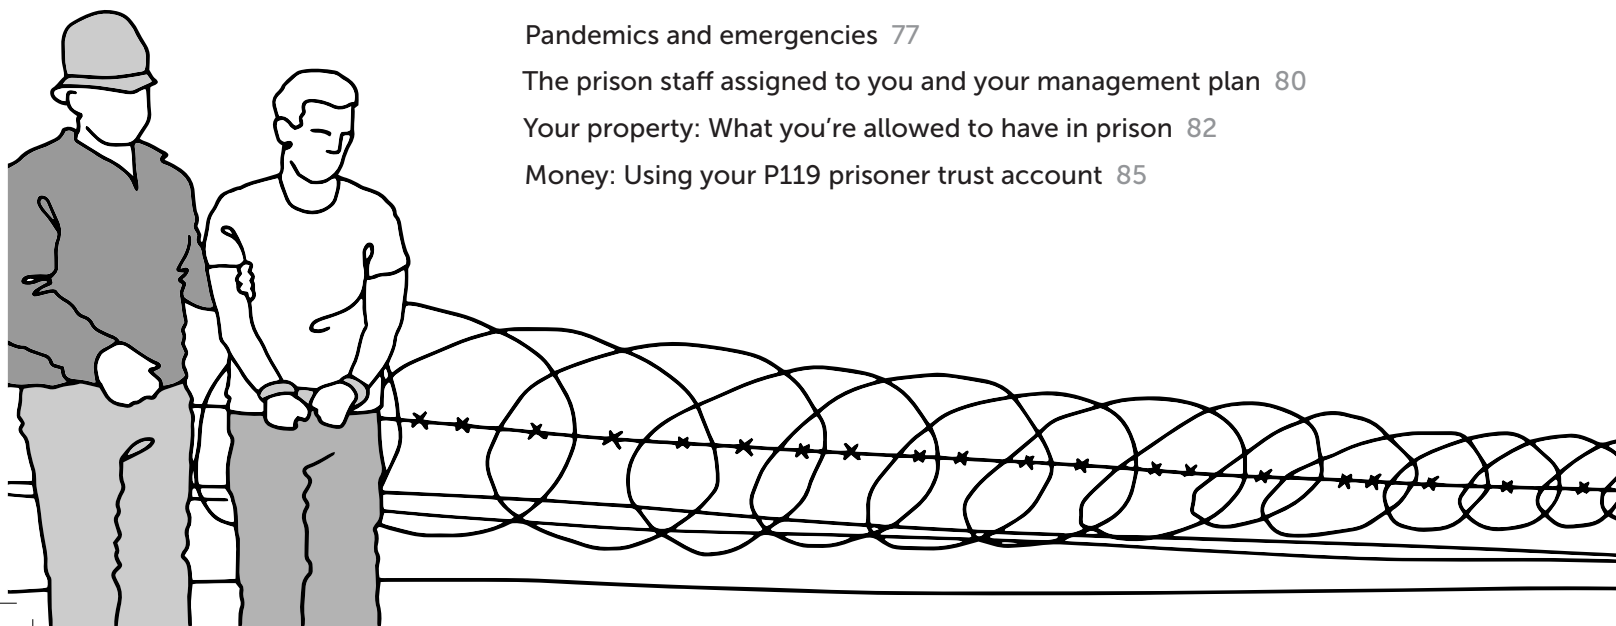 Pandemics and emergencies 77
The prison staff assigned to you and your management plan 80
Your property: What you’re allowed to have in prison 82
Money: Using your P119 prisoner trust account 85